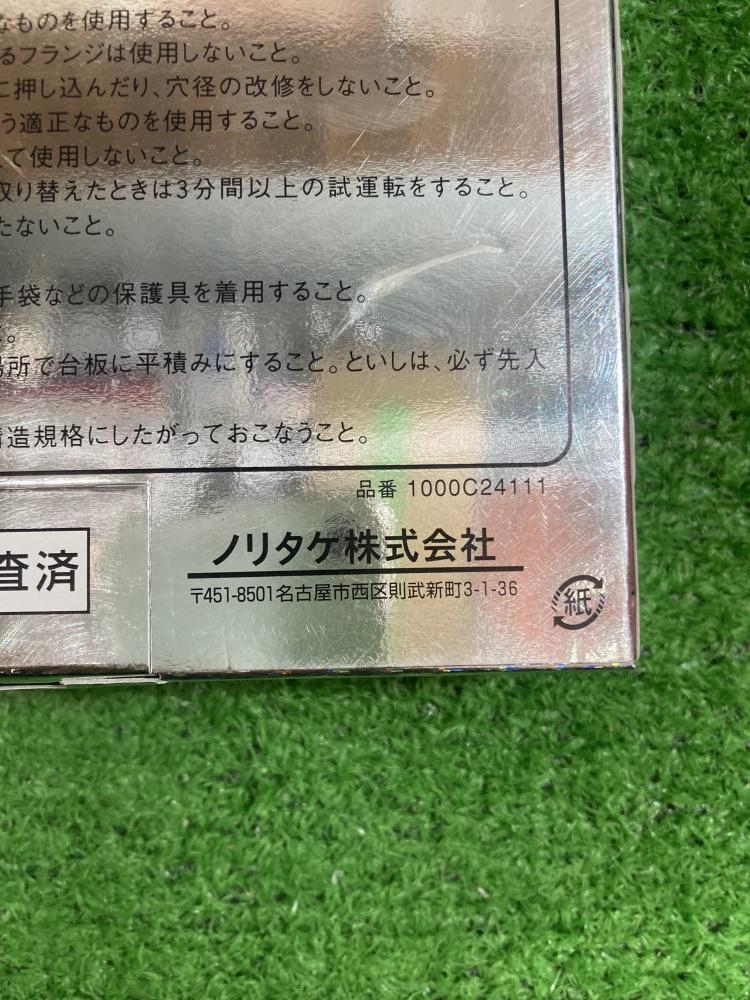 なものを使用すること。
るフランジは使用しないこと。
に押し込んだり、穴径の改修をしないこと。
う適正なものを使用すること。
て使用しないこと。
取り替えたときは3分間以上の試運転をすること。
たないこと。
手袋などの保護具を着用すること。
。
場所で台板に平積みにすること。といしは、必ず先入
構造規格にしたがっておこなうこと。
品番 1000C24111
査済
ノリタケ株式会社
〒451-8501名古屋市西区則武新町3-1-36
紙